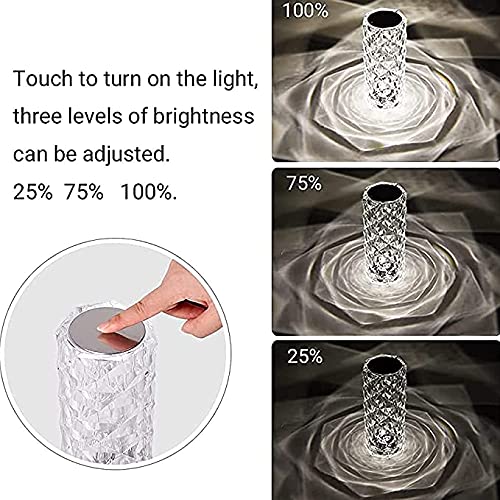 Touch to turn on the light,
three levels of brightness
can be adjusted.
25% 75% 100%.
100%
75%
25%